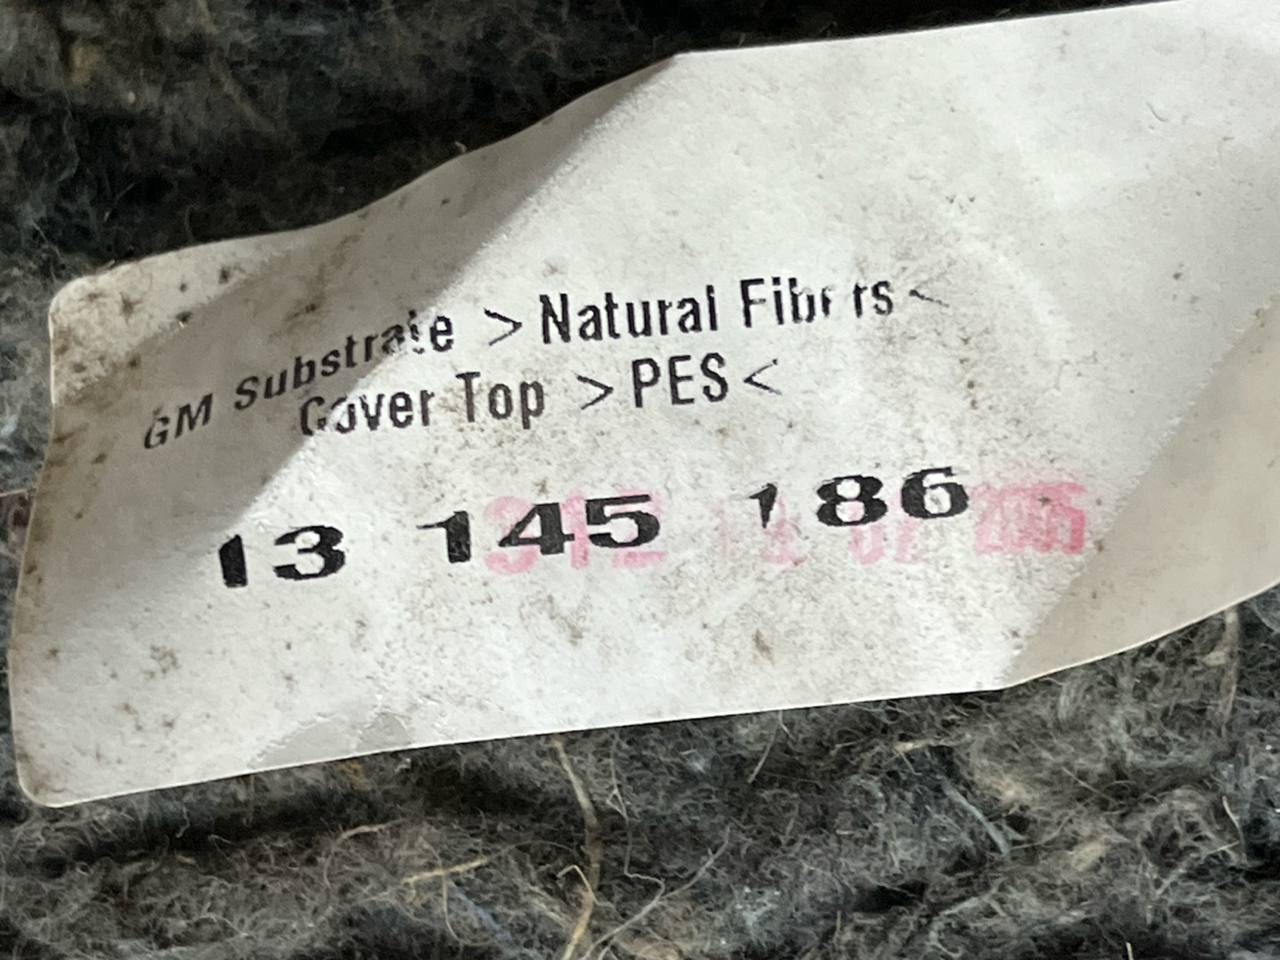 GM Substrate >Natural Fibers<
Cover Top >PES<
13 145 186